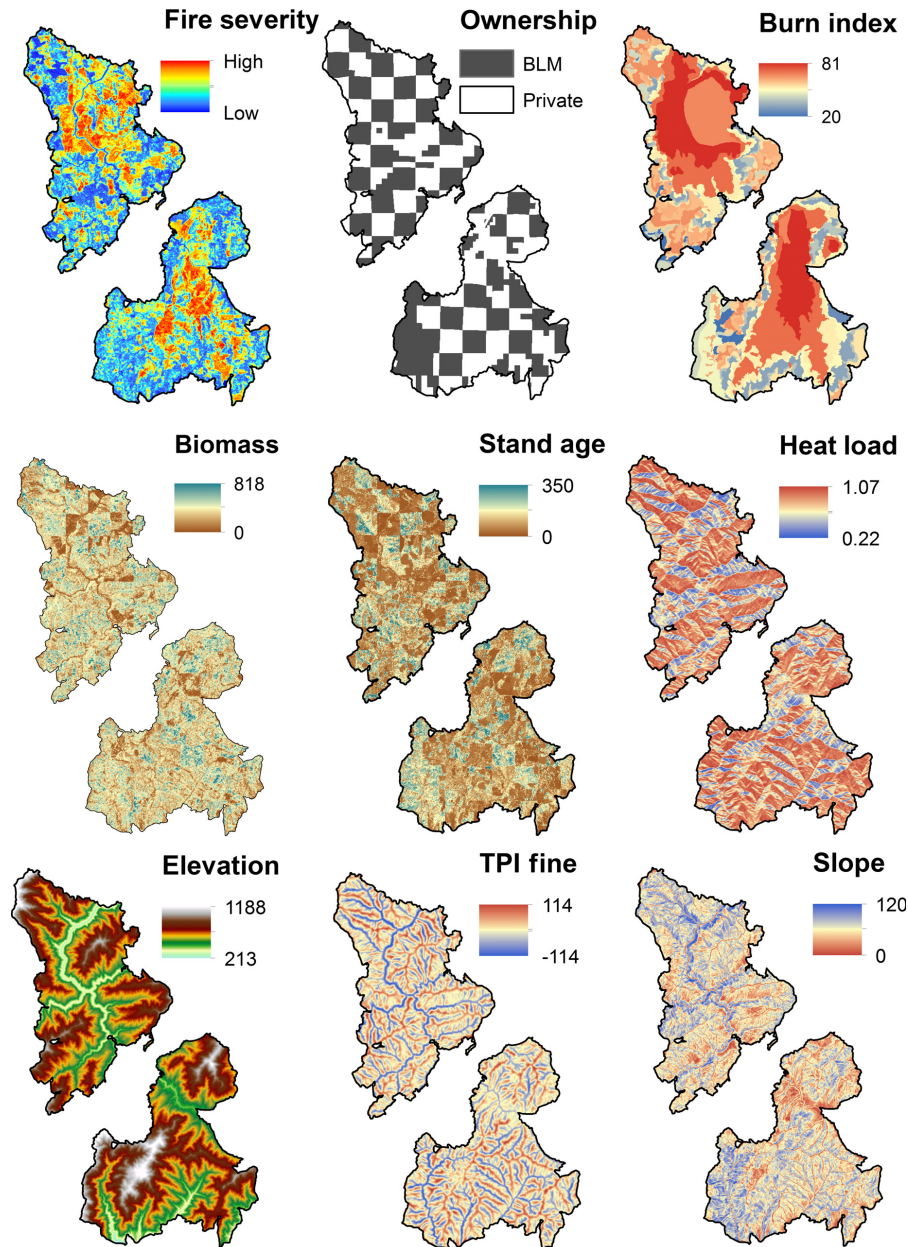 Fire severity
High
Low
Ownership
BLM
Private
Burn index
81
20
Biomass
818
0
Stand age
350
0
Heat load
1.07
0.22
Elevation
1188
213
TPI fine
114
-114
Slope
120
0